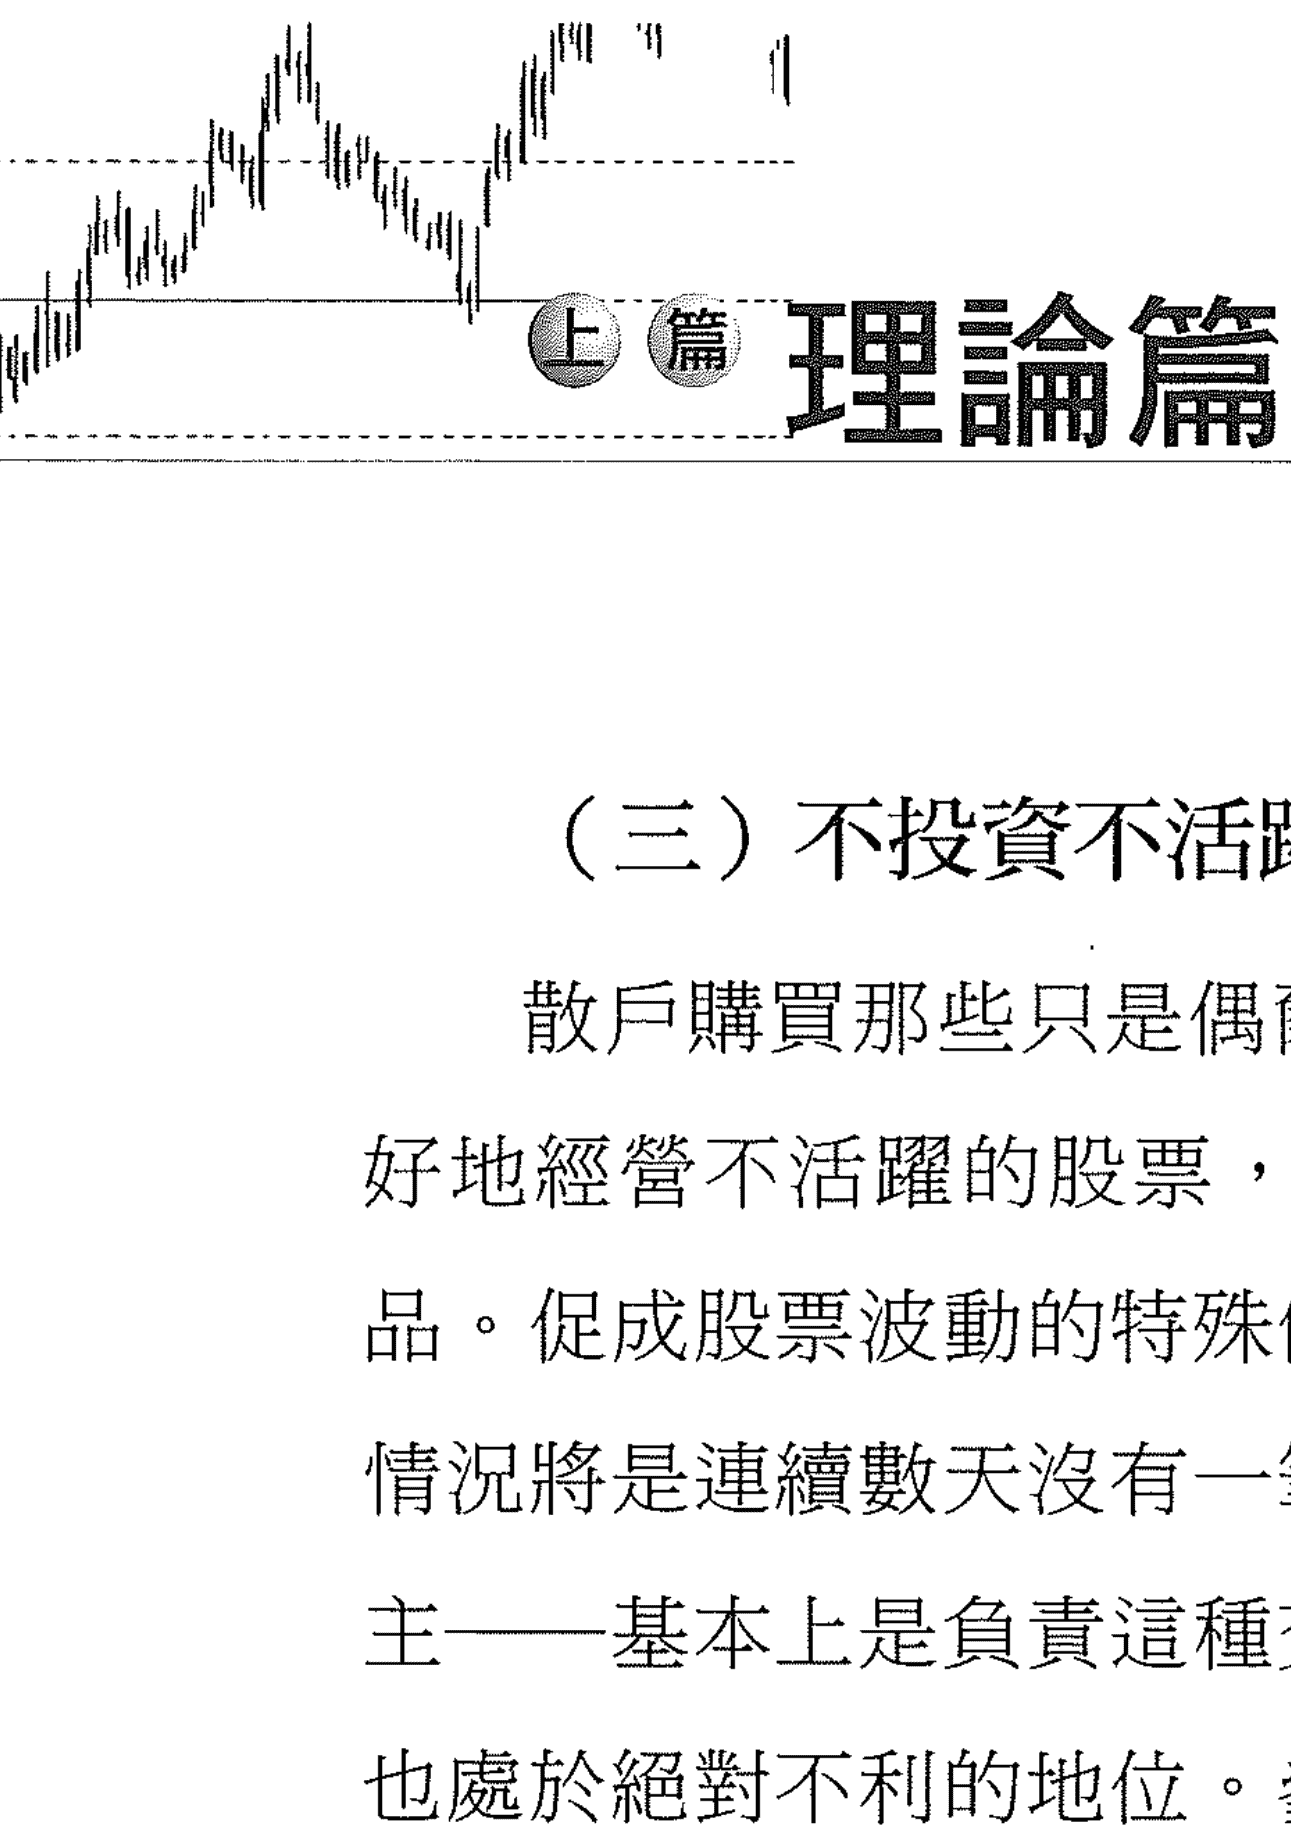 上篇 理論篇
（三）不投資不活躍
散戶購買那些只是偶
好地經營不活躍的股票，
品。促成股票波動的特殊
情況將是連續數天沒有一
主——基本上是負責這種
也處於絕對不利的地位。